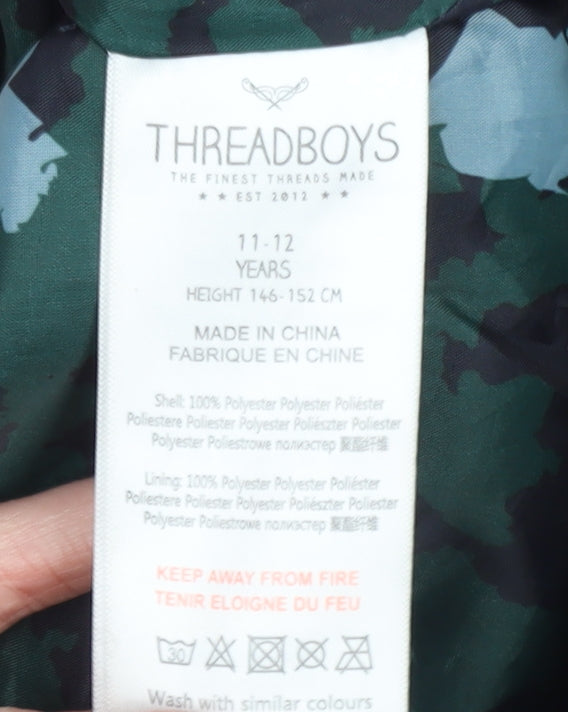 THREADBOYS
THE FINEST THREADS MADE
★ ★ EST 2012 ★ ★
11-12
YEARS
HEIGHT 146-152 CM
MADE IN CHINA
FABRIQUE EN CHINE
Shell: 100% Polyester Polyester Poliéster
Poliestere Poliester Polyester Poliészter Poliester
Polyester Poliestrowe полиэстер 聚酯纤维
Lining: 100% Polyester Polyester Poliéster
Poliestere Poliester Polyester Poliészter Poliester
Polyester Poliestrowe полиэстер 聚酯纤维
KEEP AWAY FROM FIRE
TENIR ELOIGNE DU FEU
30
Wash with similar colours